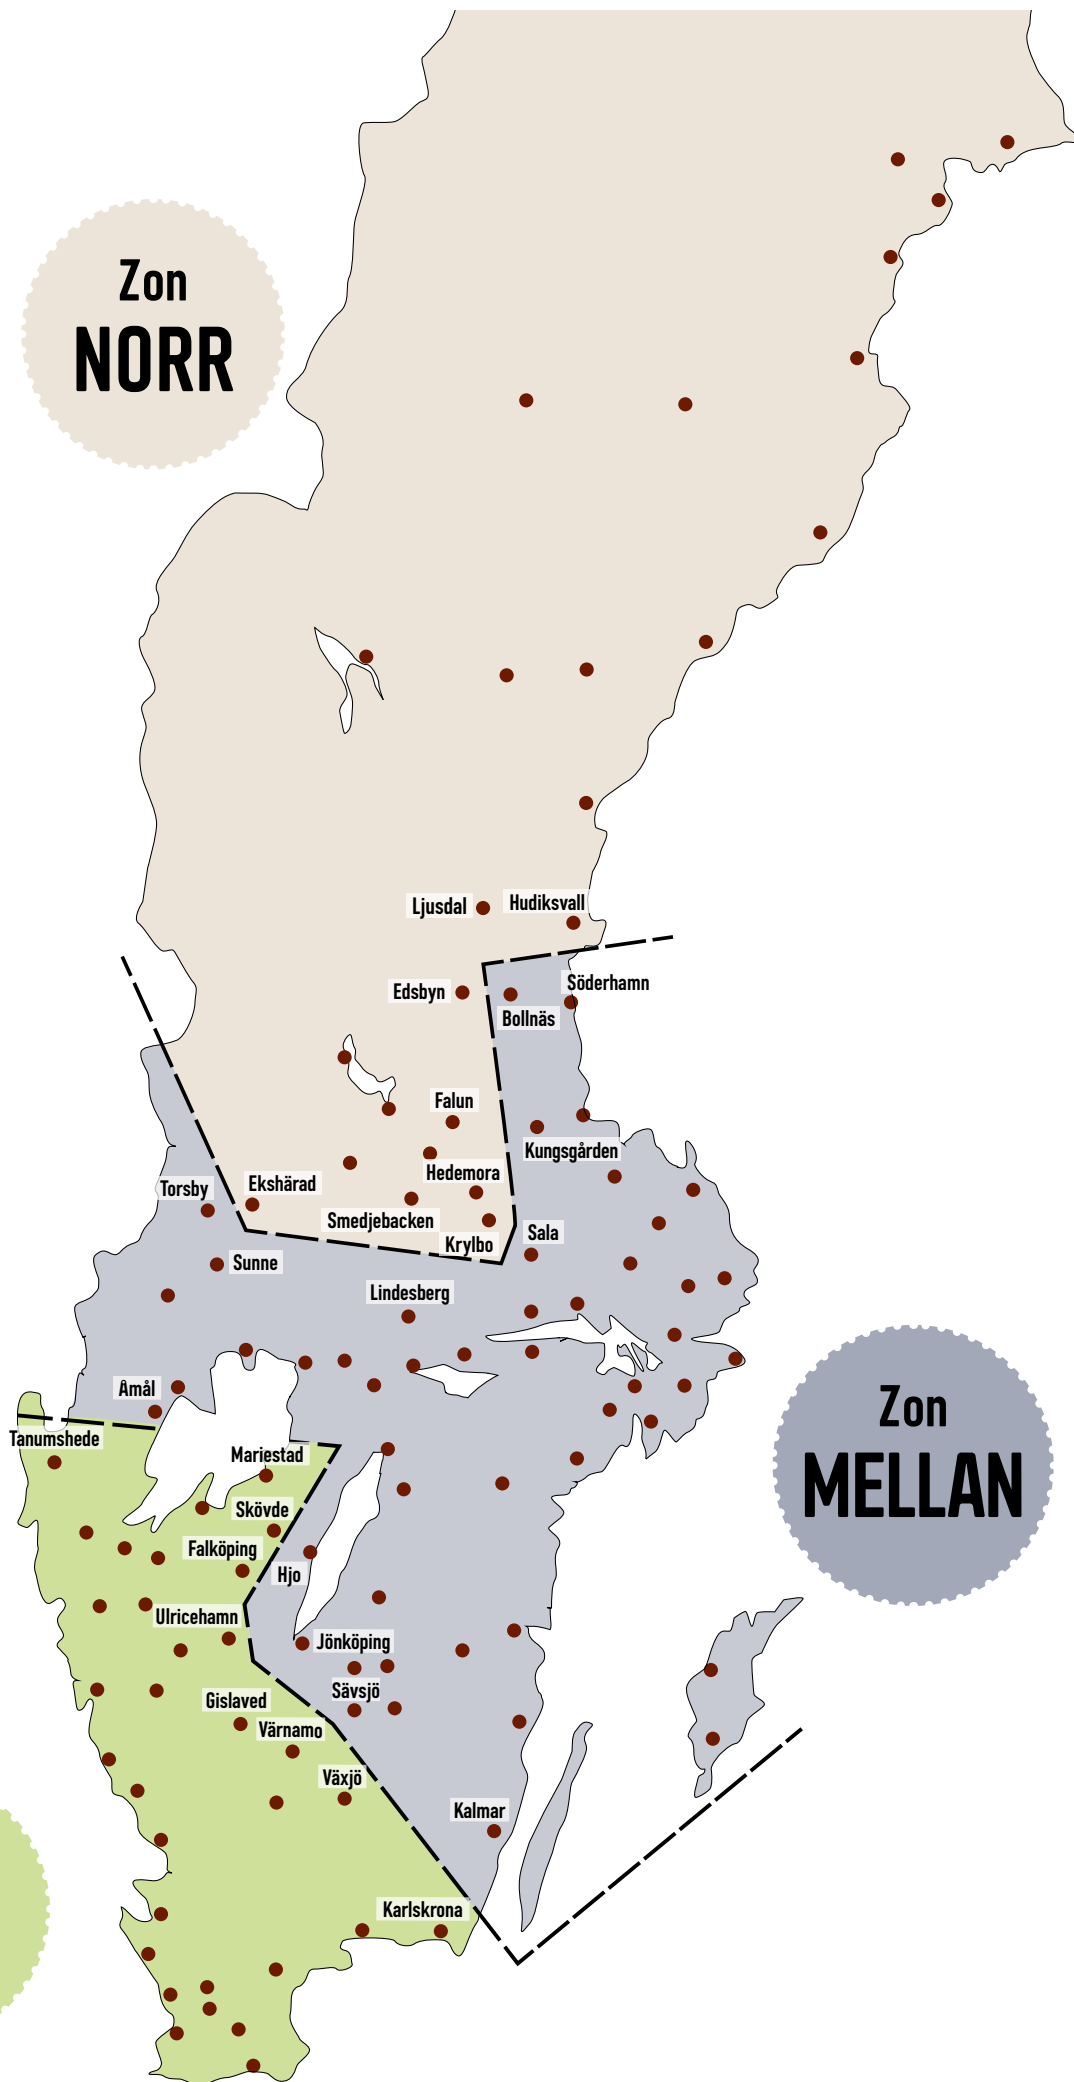 Zon
NORR
Ljusdal
Hudiksvall
Edsbyn
Söderhamn
Bollnäs
Falun
Kungsgården
Hedemora
Ekshärad
Torsby
Smedjebacken
Krylbo
Sala
Sunne
Lindesberg
Åmål
Zon
MELLAN
Tanumshede
Mariestad
Skövde
Falköping
Hjo
Ulricehamn
Jönköping
Sävsjö
Gislaved
Värnamo
Växjö
Kalmar
Karlskrona